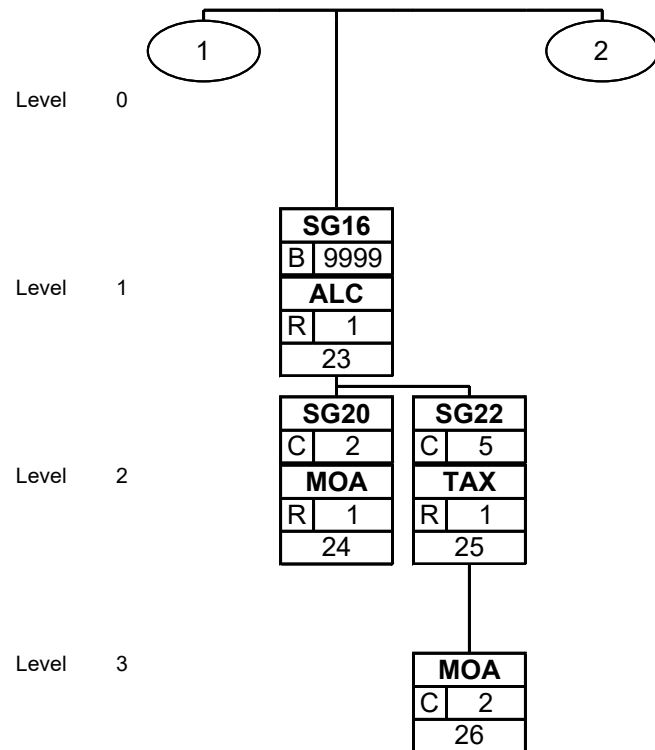 1 2
Level 0
SG16
B 9999
Level 1
ALC
R 1
23
SG20 SG22
C 2 C 5
Level 2
MOA TAX
R 1 R 1
24 25
Level 3
MOA
C 2
26